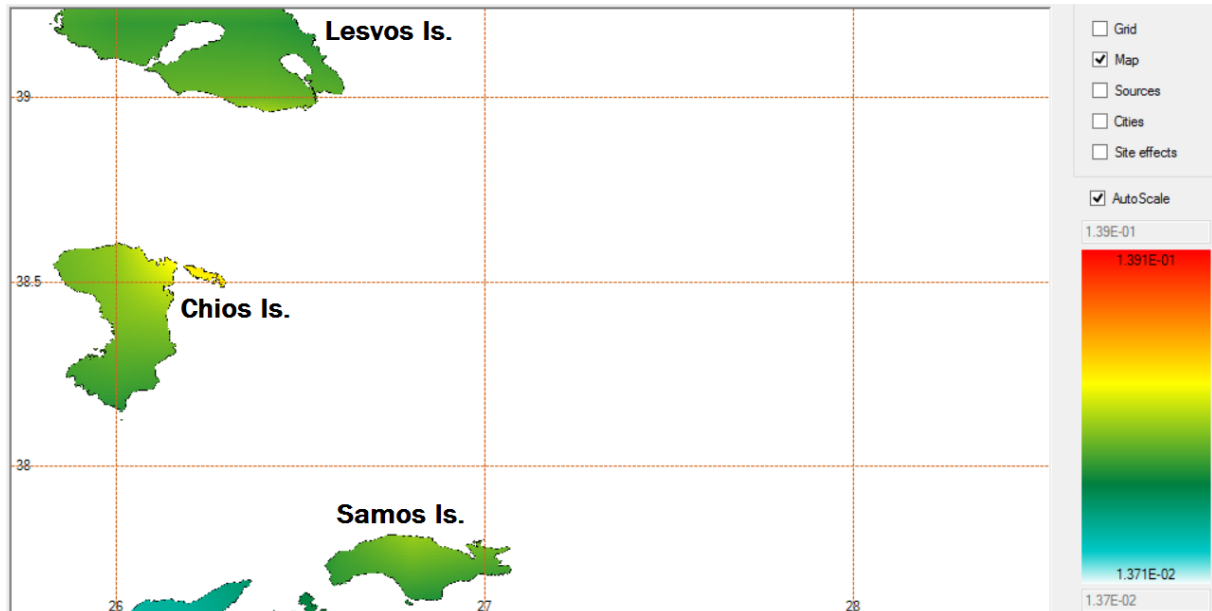 Lesvos Is.
39
38.5
Chios Is.
38
Samos Is.
26
27
28
Grid
Map
Sources
Cities
Site effects
AutoScale
1.39E-01
1.391E-01
1.371E-02
1.37E-02